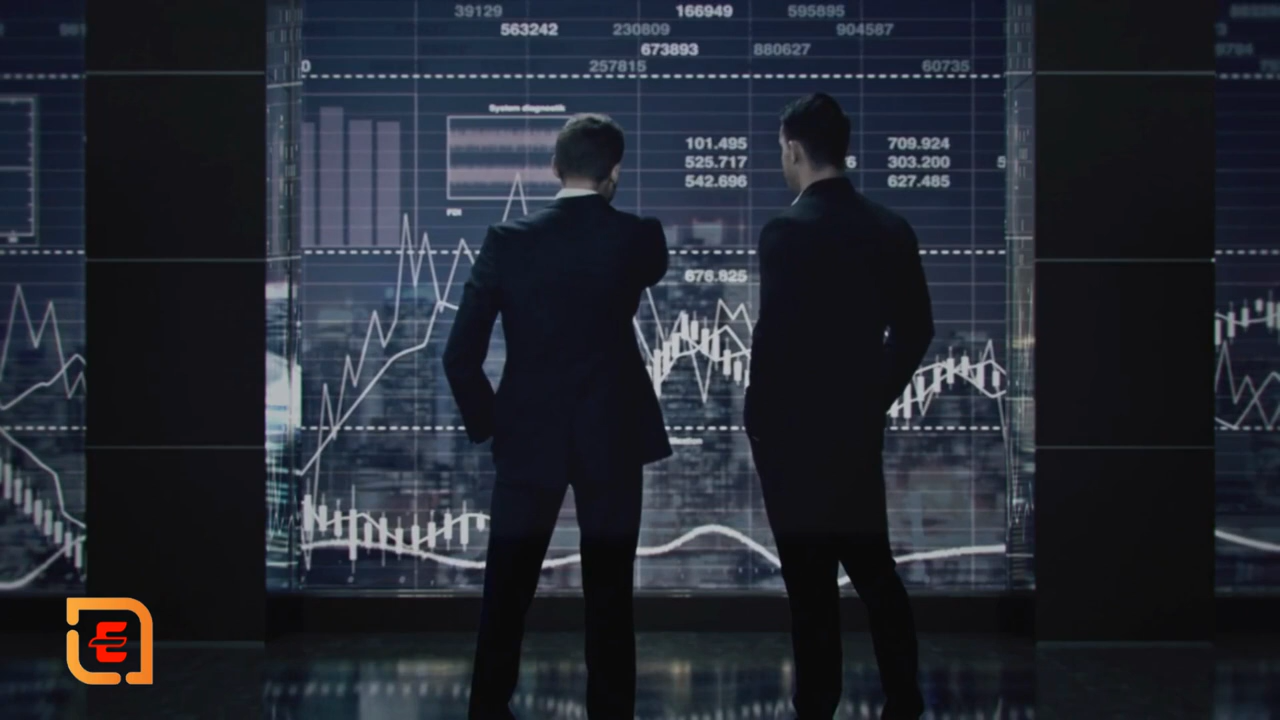 39129 166949 595895
563242 230809 904587
673893 880627
257815 60735
System diagnostik
101.495 709.924
525.717 303.200
542.696 627.485
676.825
E